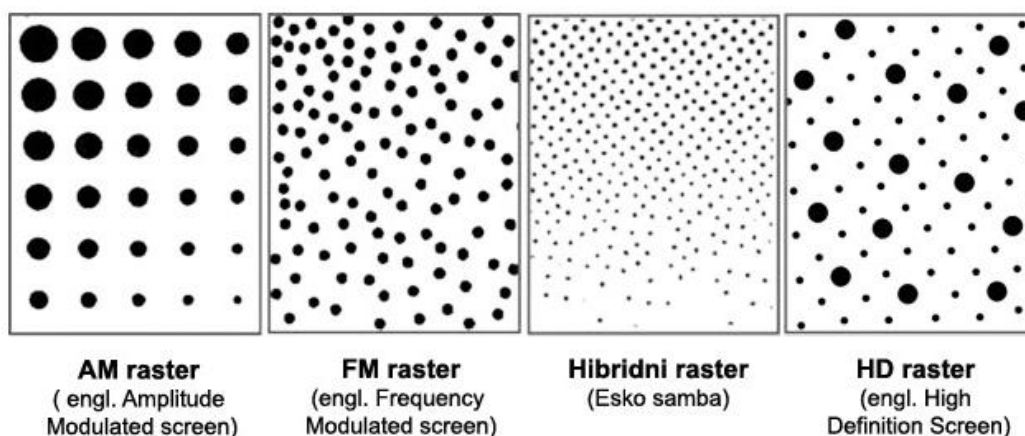 AM raster
( engl. Amplitude
Modulated screen)
FM raster
(engl. Frequency
Modulated screen)
Hibridni raster
(Esko samba)
HD raster
(engl. High
Definition Screen)